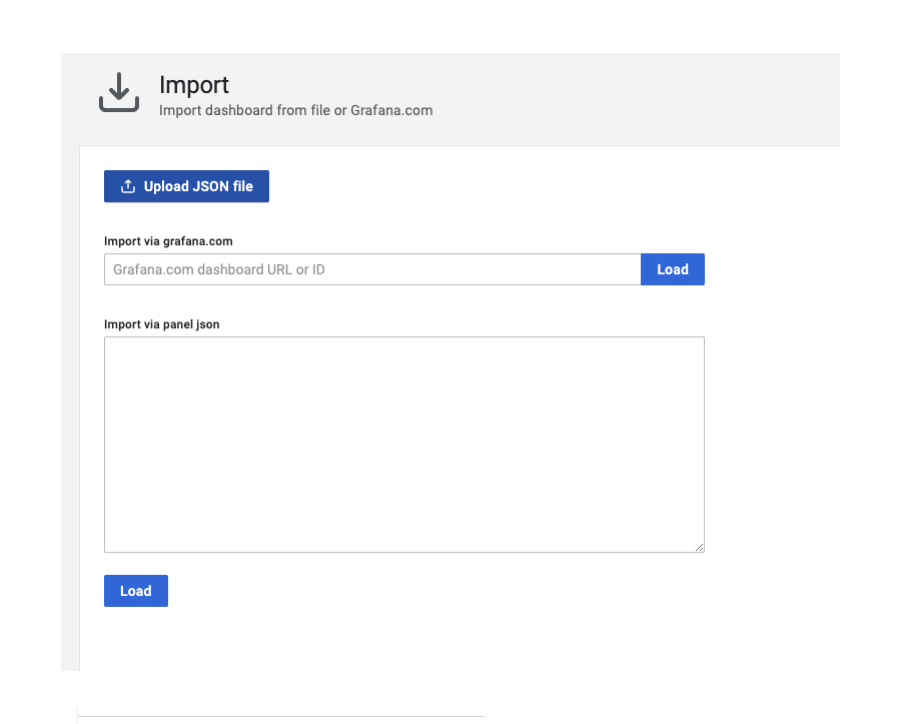 Import
Import dashboard from file or Grafana.com
Upload JSON file
Import via grafana.com
Grafana.com dashboard URL or ID
Load
Import via panel json
Load